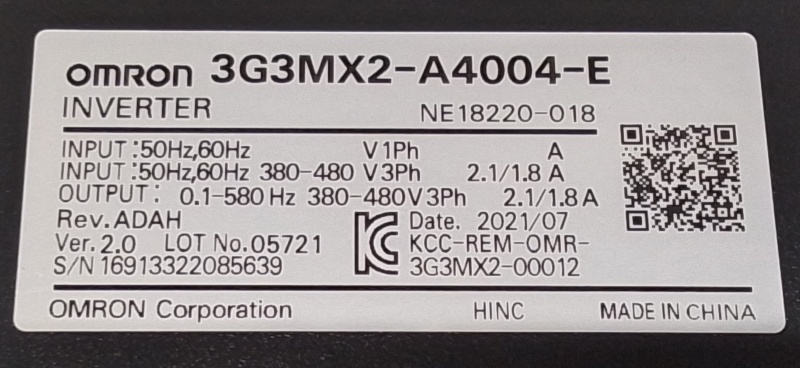 OMRON 3G3MX2-A4004-E
INVERTER NE18220-018
INPUT :50Hz,60Hz V 1Ph A
INPUT :50Hz,60Hz 380-480 V 3Ph 2.1/1.8 A
OUTPUT : 0.1-580 Hz 380-480 V 3Ph 2.1/1.8 A
Rev.ADAH Date. 2021/07
Ver. 2.0 LOT No.05721 KCC-REM-OMR-
S/N 16913322085639 3G3MX2-00012
OMRON Corporation HINC MADE IN CHINA